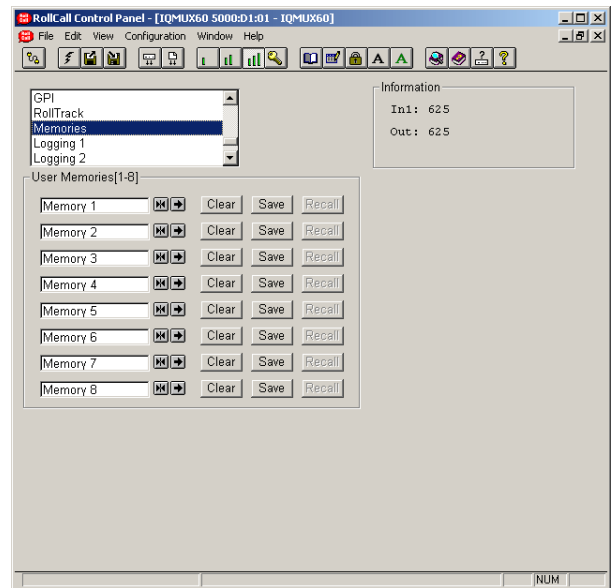 RollCall Control Panel - [IQMUX60 5000:D1:01 - IQMUX60]
File Edit View Configuration Window Help
A A
GPI
RollTrack
Memories
Logging 1
Logging 2
Information
In1: 625
Out: 625
User Memories[1-8]
Memory 1 Clear Save Recall
Memory 2 Clear Save Recall
Memory 3 Clear Save Recall
Memory 4 Clear Save Recall
Memory 5 Clear Save Recall
Memory 6 Clear Save Recall
Memory 7 Clear Save Recall
Memory 8 Clear Save Recall
NUM